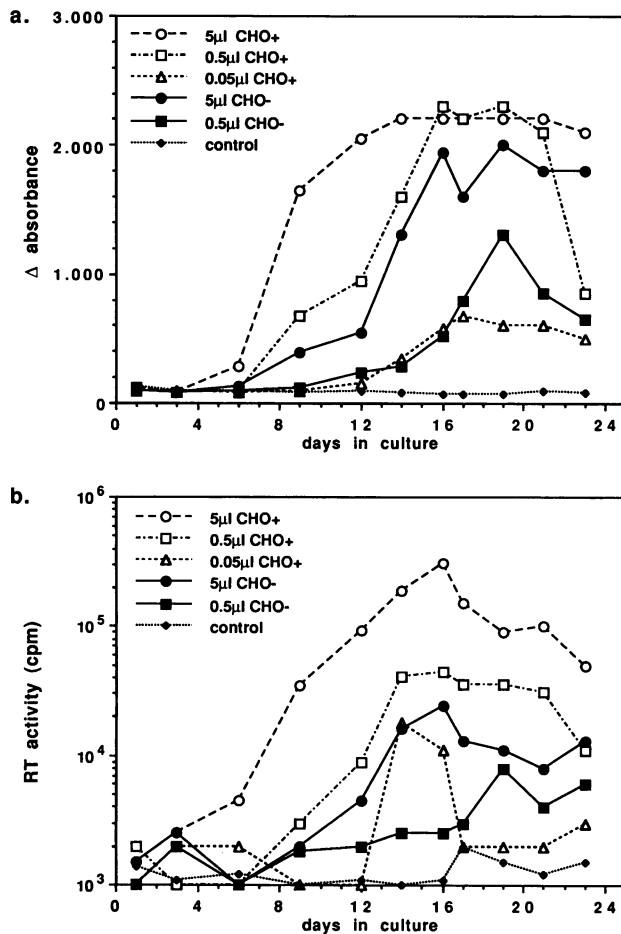 a.
3.000
2.000
1.000
0
Δ absorbance
5µl CHO+
0.5µl CHO+
0.05µl CHO+
5µl CHO-
0.5µl CHO-
control
0 4 8 12 16 20 24
days in culture
b.
10^6
10^5
10^4
10^3
RT activity (cpm)
5µl CHO+
0.5µl CHO+
0.05µl CHO+
5µl CHO-
0.5µl CHO-
control
0 4 8 12 16 20 24
days in culture